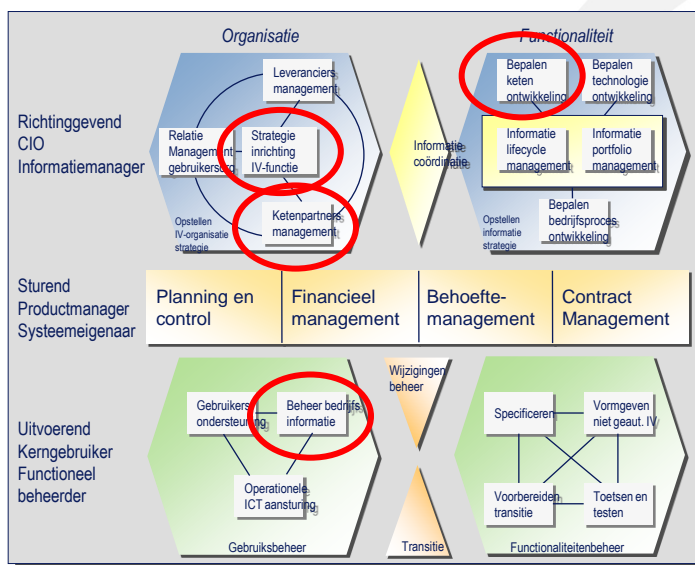 Organisatie
Functionaliteit
Richtinggevend
CIO
Informatiemanager
Leveranciers
management
Relatie
Management
gebruikersorg
Strategie
inrichting
IV-functie
Ketenpartners
management
Opstellen
IV-organisatie
strategie
Informatie
coördinatie
Bepalen
keten
ontwikkeling
Bepalen
technologie
ontwikkeling
Informatie
lifecycle
management
Informatie
portfolio
management
Bepalen
bedrijfsproces
ontwikkeling
Opstellen
informatie
strategie
Sturend
Productmanager
Systeemeigenaar
Planning en
control
Financieel
management
Behoefte-
management
Contract
Management
Uitvoerend
Kerngebruiker
Functioneel
beheerder
Gebruikers
ondersteuning
Beheer bedrijfs
informatie
Operationele
ICT aansturing
Gebruiksbeheer
Wijzigingen
beheer
Transitie
Specificeren
Vormgeven
niet geaut. IV
Voorbereiden
transitie
Toetsen en
testen
Functionaliteitenbeheer